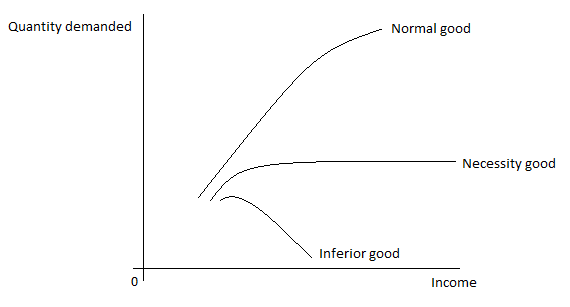 Quantity demanded
Normal good
Necessity good
Inferior good
0
Income